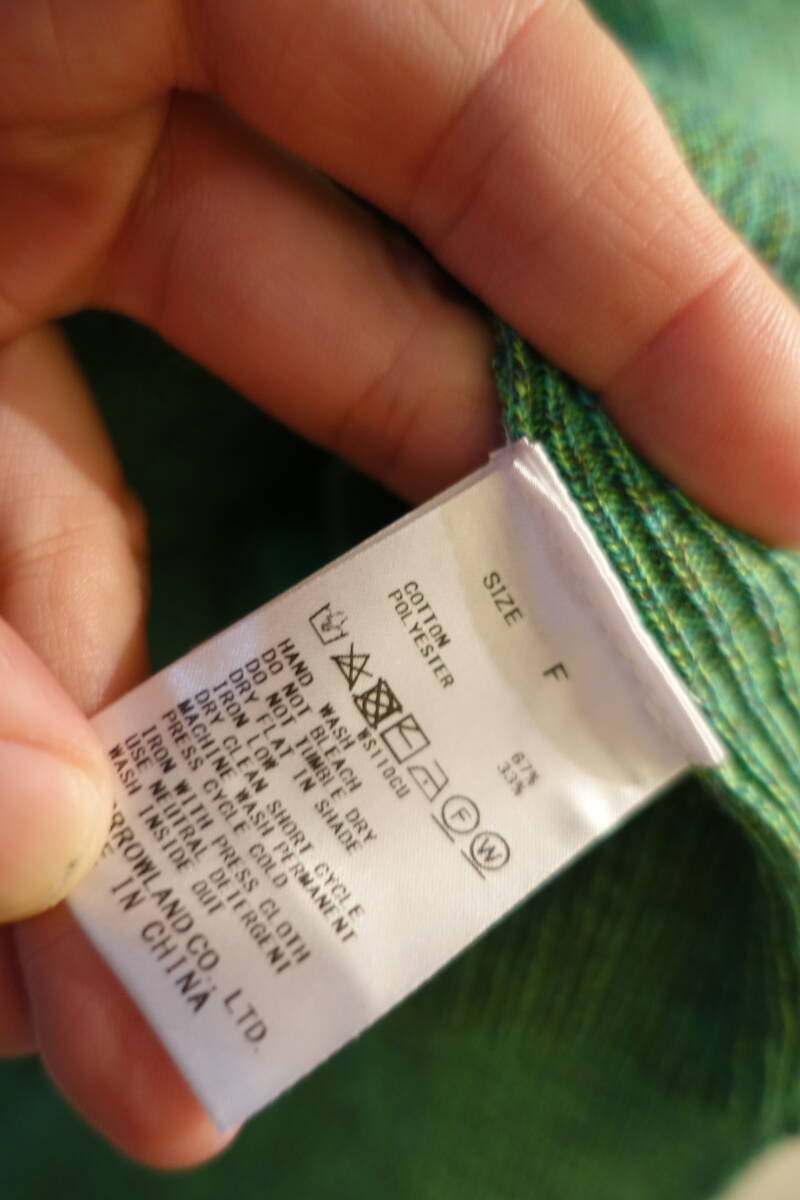 SIZE F
COTTON 67%
POLYESTER 33%
F W
WS110CU
HAND WASH
DO NOT BLEACH
DO NOT TUMBLE DRY
DRY FLAT IN SHADE
IRON LOW
DRY CLEAN SHORT CYCLE
MACHINE WASH PERMANENT
PRESS CYCLE COLD
IRON WITH PRESS CLOTH
USE NEUTRAL DETERGENT
WASH INSIDE OUT
CO., LTD.
IN CHINA